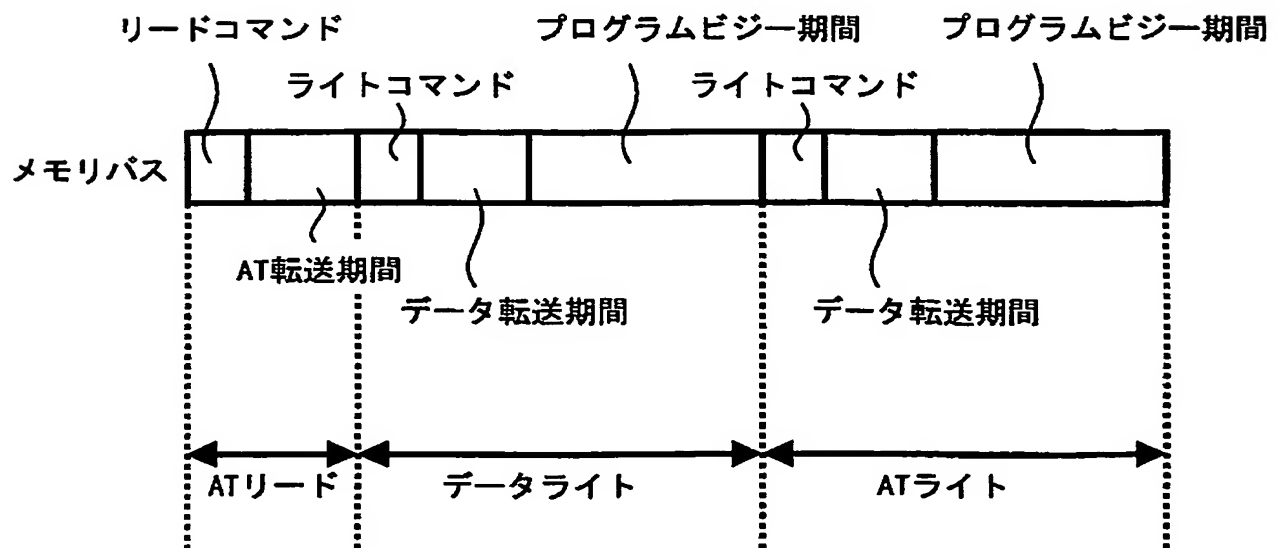 リードコマンド
プログラムビジー期間
プログラムビジー期間
ライトコマンド
ライトコマンド
メモリバス
AT転送期間
データ転送期間
データ転送期間
ATリード
データライト
ATライト